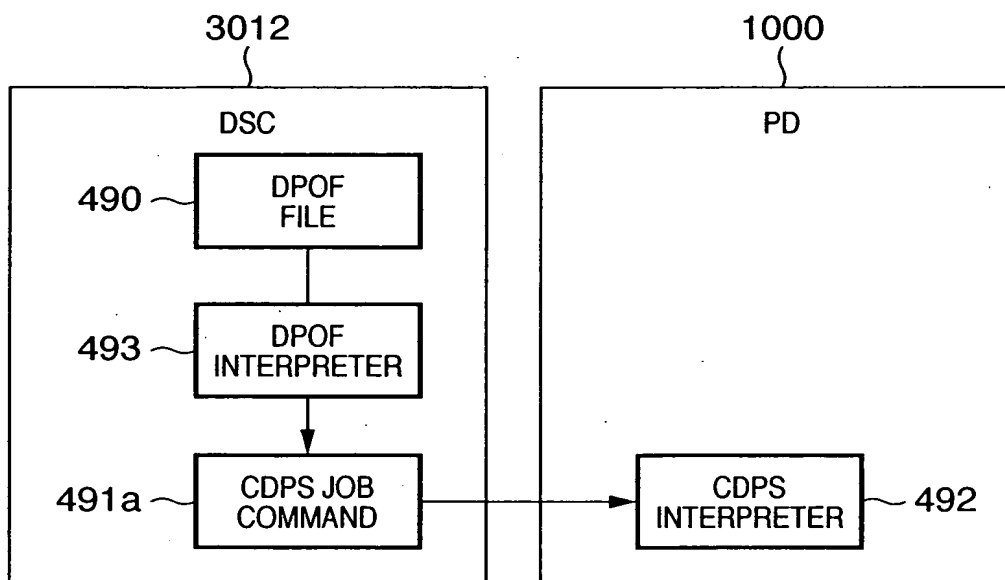 3012
1000
DSC
PD
490
DPOF
FILE
493
DPOF
INTERPRETER
491a
CDPS JOB
COMMAND
CDPS
INTERPRETER
492